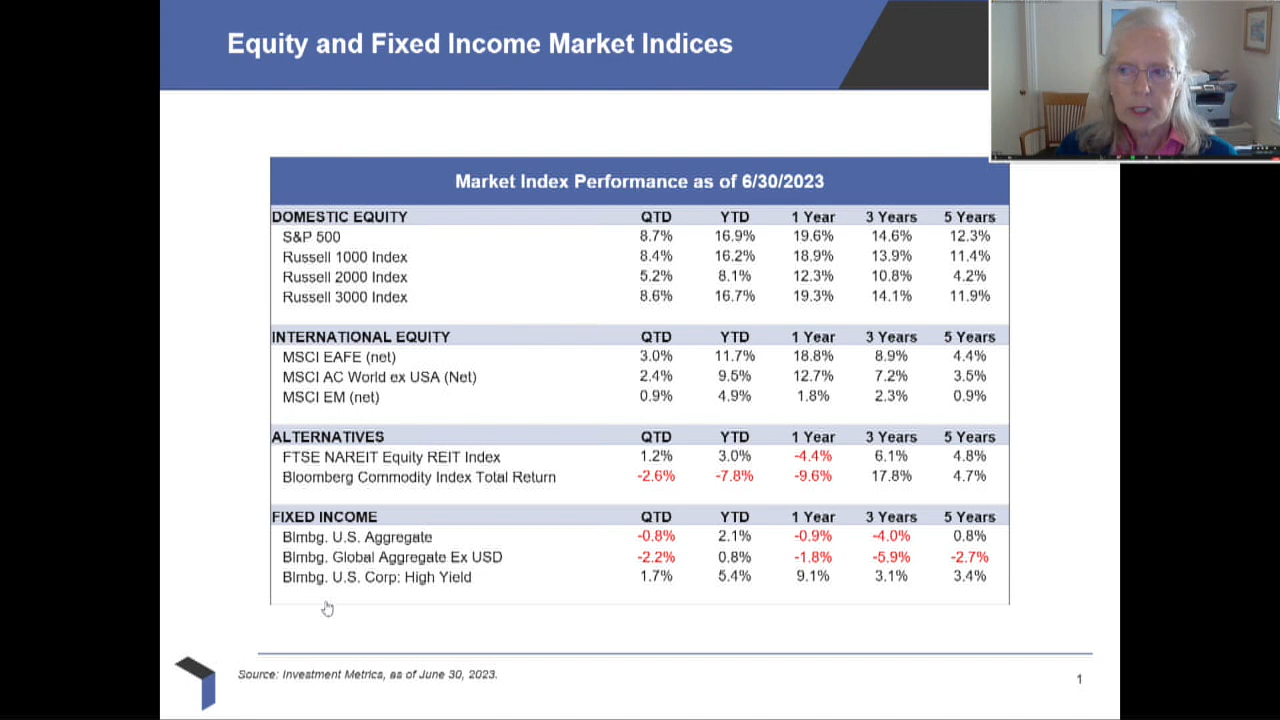 Equity and Fixed Income Market Indices
Market Index Performance as of 6/30/2023
DOMESTIC EQUITY QTD YTD 1 Year 3 Years 5 Years
S&P 500 8.7% 16.9% 19.6% 14.6% 12.3%
Russell 1000 Index 8.4% 16.2% 18.9% 13.9% 11.4%
Russell 2000 Index 5.2% 8.1% 12.3% 10.8% 4.2%
Russell 3000 Index 8.6% 16.7% 19.3% 14.1% 11.9%
INTERNATIONAL EQUITY QTD YTD 1 Year 3 Years 5 Years
MSCI EAFE (net) 3.0% 11.7% 18.8% 8.9% 4.4%
MSCI AC World ex USA (Net) 2.4% 9.5% 12.7% 7.2% 3.5%
MSCI EM (net) 0.9% 4.9% 1.8% 2.3% 0.9%
ALTERNATIVES QTD YTD 1 Year 3 Years 5 Years
FTSE NAREIT Equity REIT Index 1.2% 3.0% -4.4% 6.1% 4.8%
Bloomberg Commodity Index Total Return -2.6% -7.8% -9.6% 17.8% 4.7%
FIXED INCOME QTD YTD 1 Year 3 Years 5 Years
Blmbg. U.S. Aggregate -0.8% 2.1% -0.9% -4.0% 0.8%
Blmbg. Global Aggregate Ex USD -2.2% 0.8% -1.8% -5.9% -2.7%
Blmbg. U.S. Corp: High Yield 1.7% 5.4% 9.1% 3.1% 3.4%
Source: Investment Metrics, as of June 30, 2023.
1